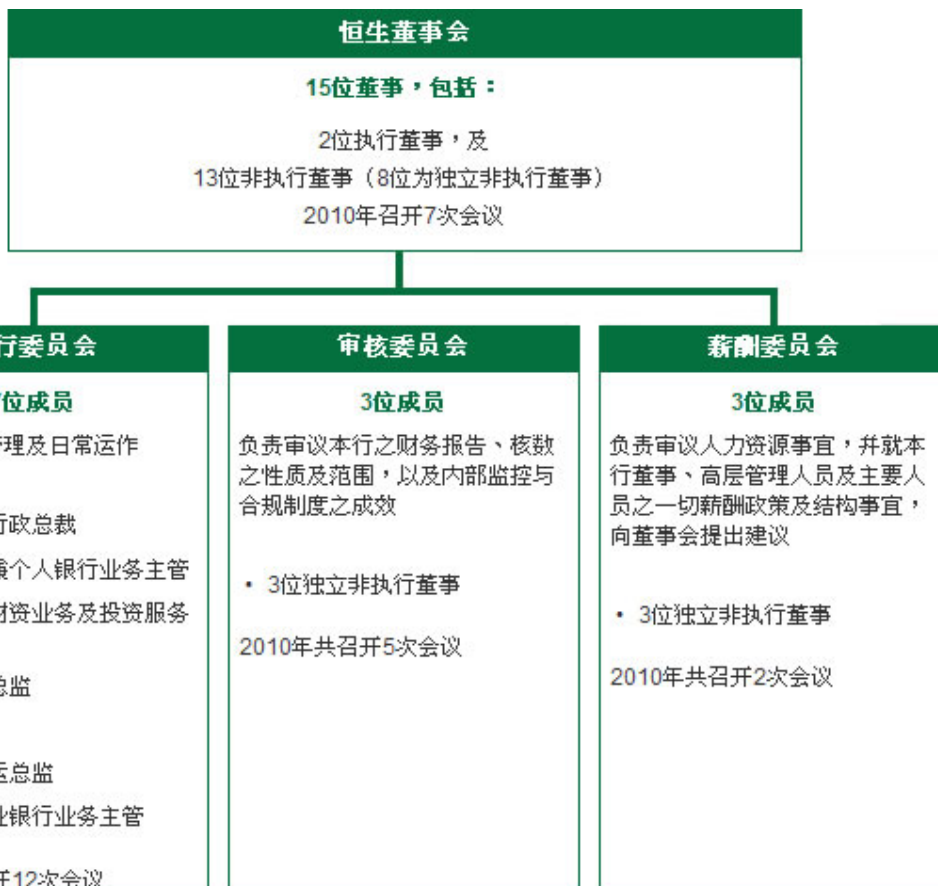 恒生董事会
15位董事，包括：
2位执行董事，及
13位非执行董事（8位为独立非执行董事）
2010年召开7次会议
行委员会
位成员
理及日常运作
行政总裁
个人银行业务主管
财资业务及投资服务
总监
总监
银行业务主管
开12次会议
审核委员会
3位成员
负责审议本行之财务报告、核数
之性质及范围，以及内部监控与
合规制度之成效
• 3位独立非执行董事
2010年共召开5次会议
薪酬委员会
3位成员
负责审议人力资源事宜，并就本
行董事、高层管理人员及主要人
员之一切薪酬政策及结构事宜，
向董事会提出建议
• 3位独立非执行董事
2010年共召开2次会议